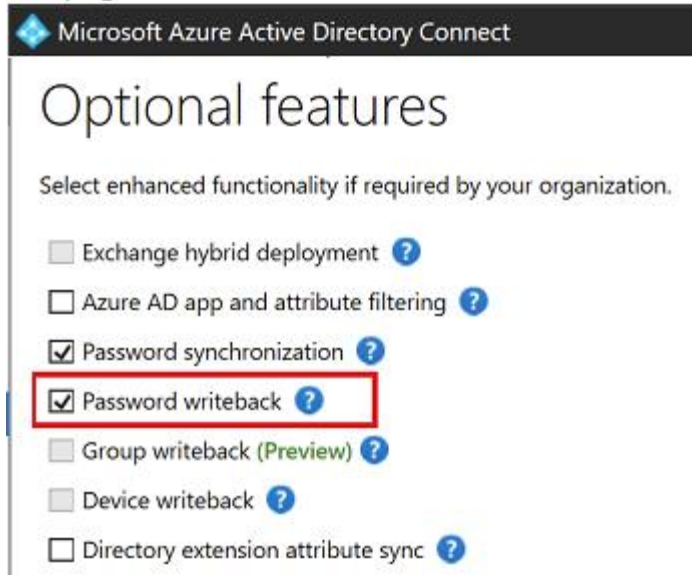 Microsoft Azure Active Directory Connect
Optional features
Select enhanced functionality if required by your organization.
Exchange hybrid deployment ?
Azure AD app and attribute filtering ?
Password synchronization ?
Password writeback ?
Group writeback (Preview) ?
Device writeback ?
Directory extension attribute sync ?